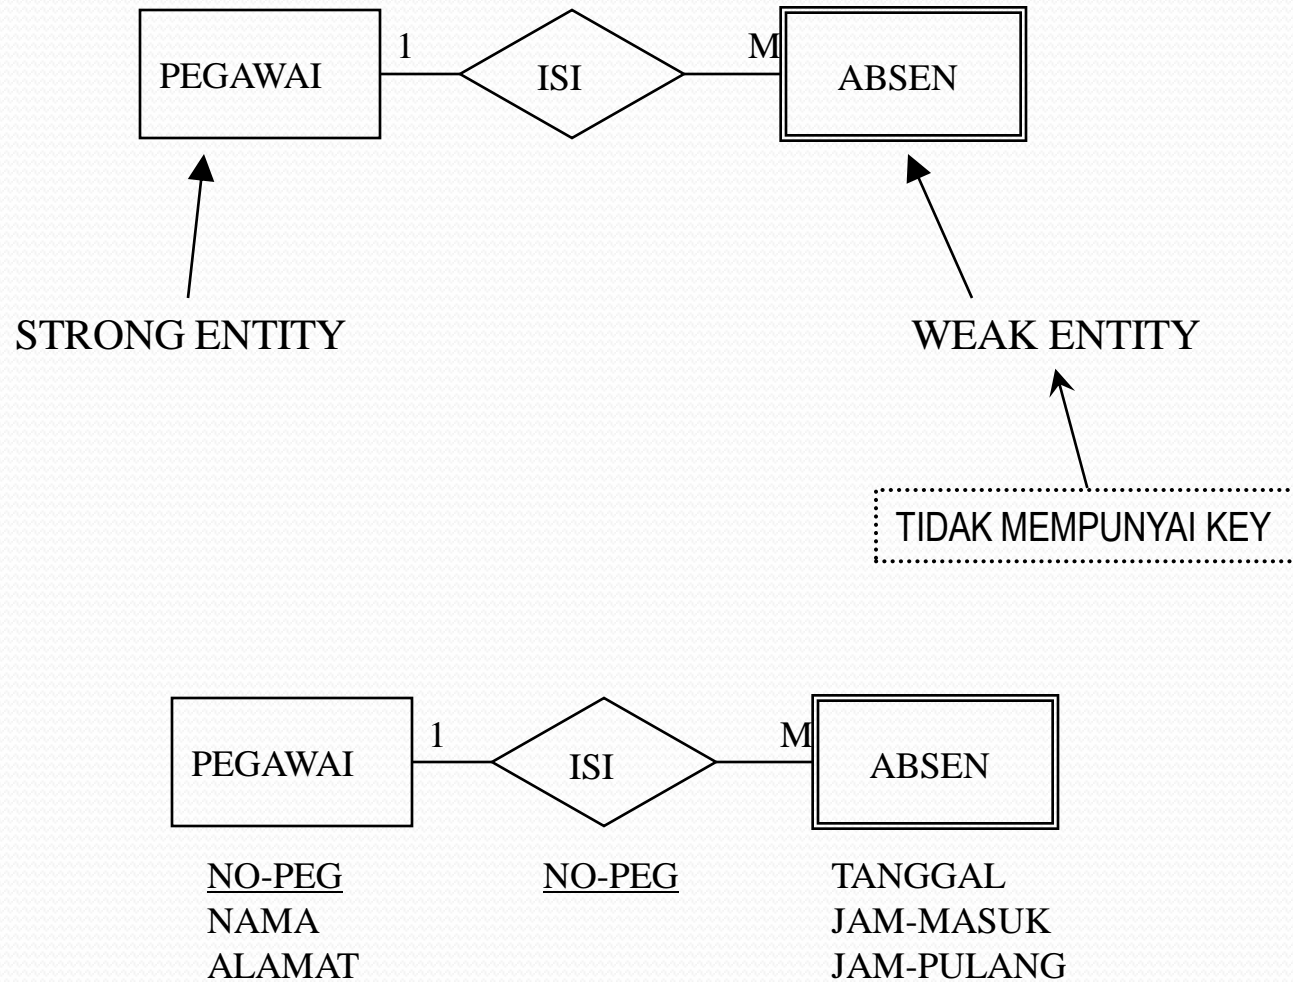 1
M
PEGAWAI
ISI
ABSEN
STRONG ENTITY
WEAK ENTITY
TIDAK MEMPUNYAI KEY
1
M
PEGAWAI
ISI
ABSEN
NO-PEG
NAMA
ALAMAT
NO-PEG
TANGGAL
JAM-MASUK
JAM-PULANG